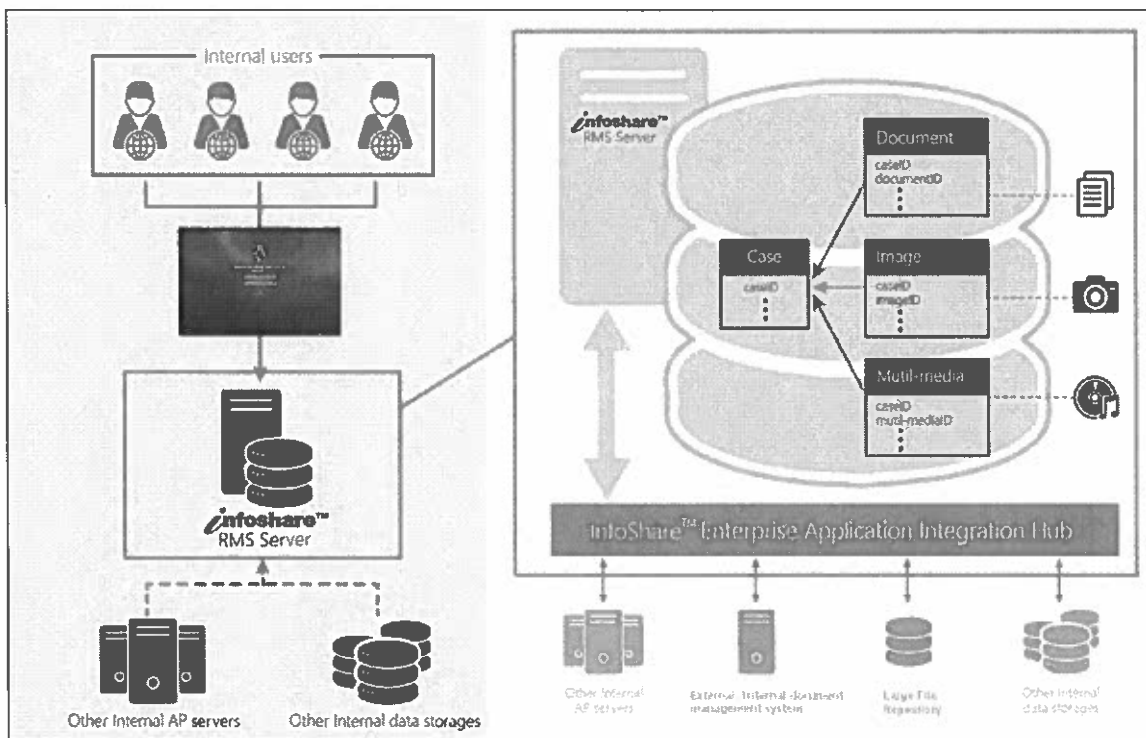 Internal users
infoshare™
RMS Server
Other Internal AP servers
Other Internal data storages
infoshare™
RMS Server
Document
caseID
documentID
Case
caseID
Image
caseID
imageID
Mutil-media
caseID
mutil-mediaID
InfoShare™ Enterprise Application Integration Hub
Other Internal
AP servers
External Internal document
management system
Large File
Repository
Other Internal
data storages